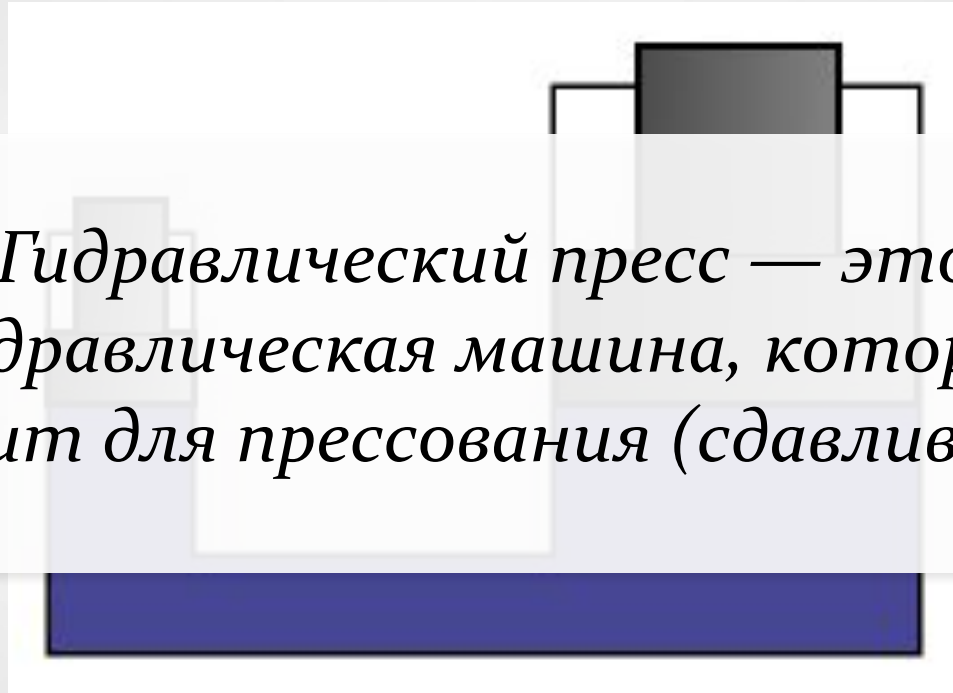 Гидравлический пресс — это
дравлическая машина, котор
ит для прессования (сдавлив